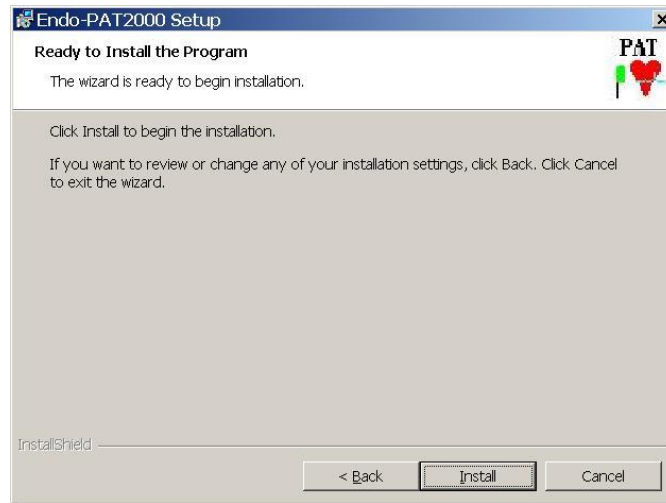 Endo-PAT2000 Setup
Ready to Install the Program
PAT
The wizard is ready to begin installation.
Click Install to begin the installation.
If you want to review or change any of your installation settings, click Back. Click Cancel
to exit the wizard.
InstallShield
< Back
Install
Cancel